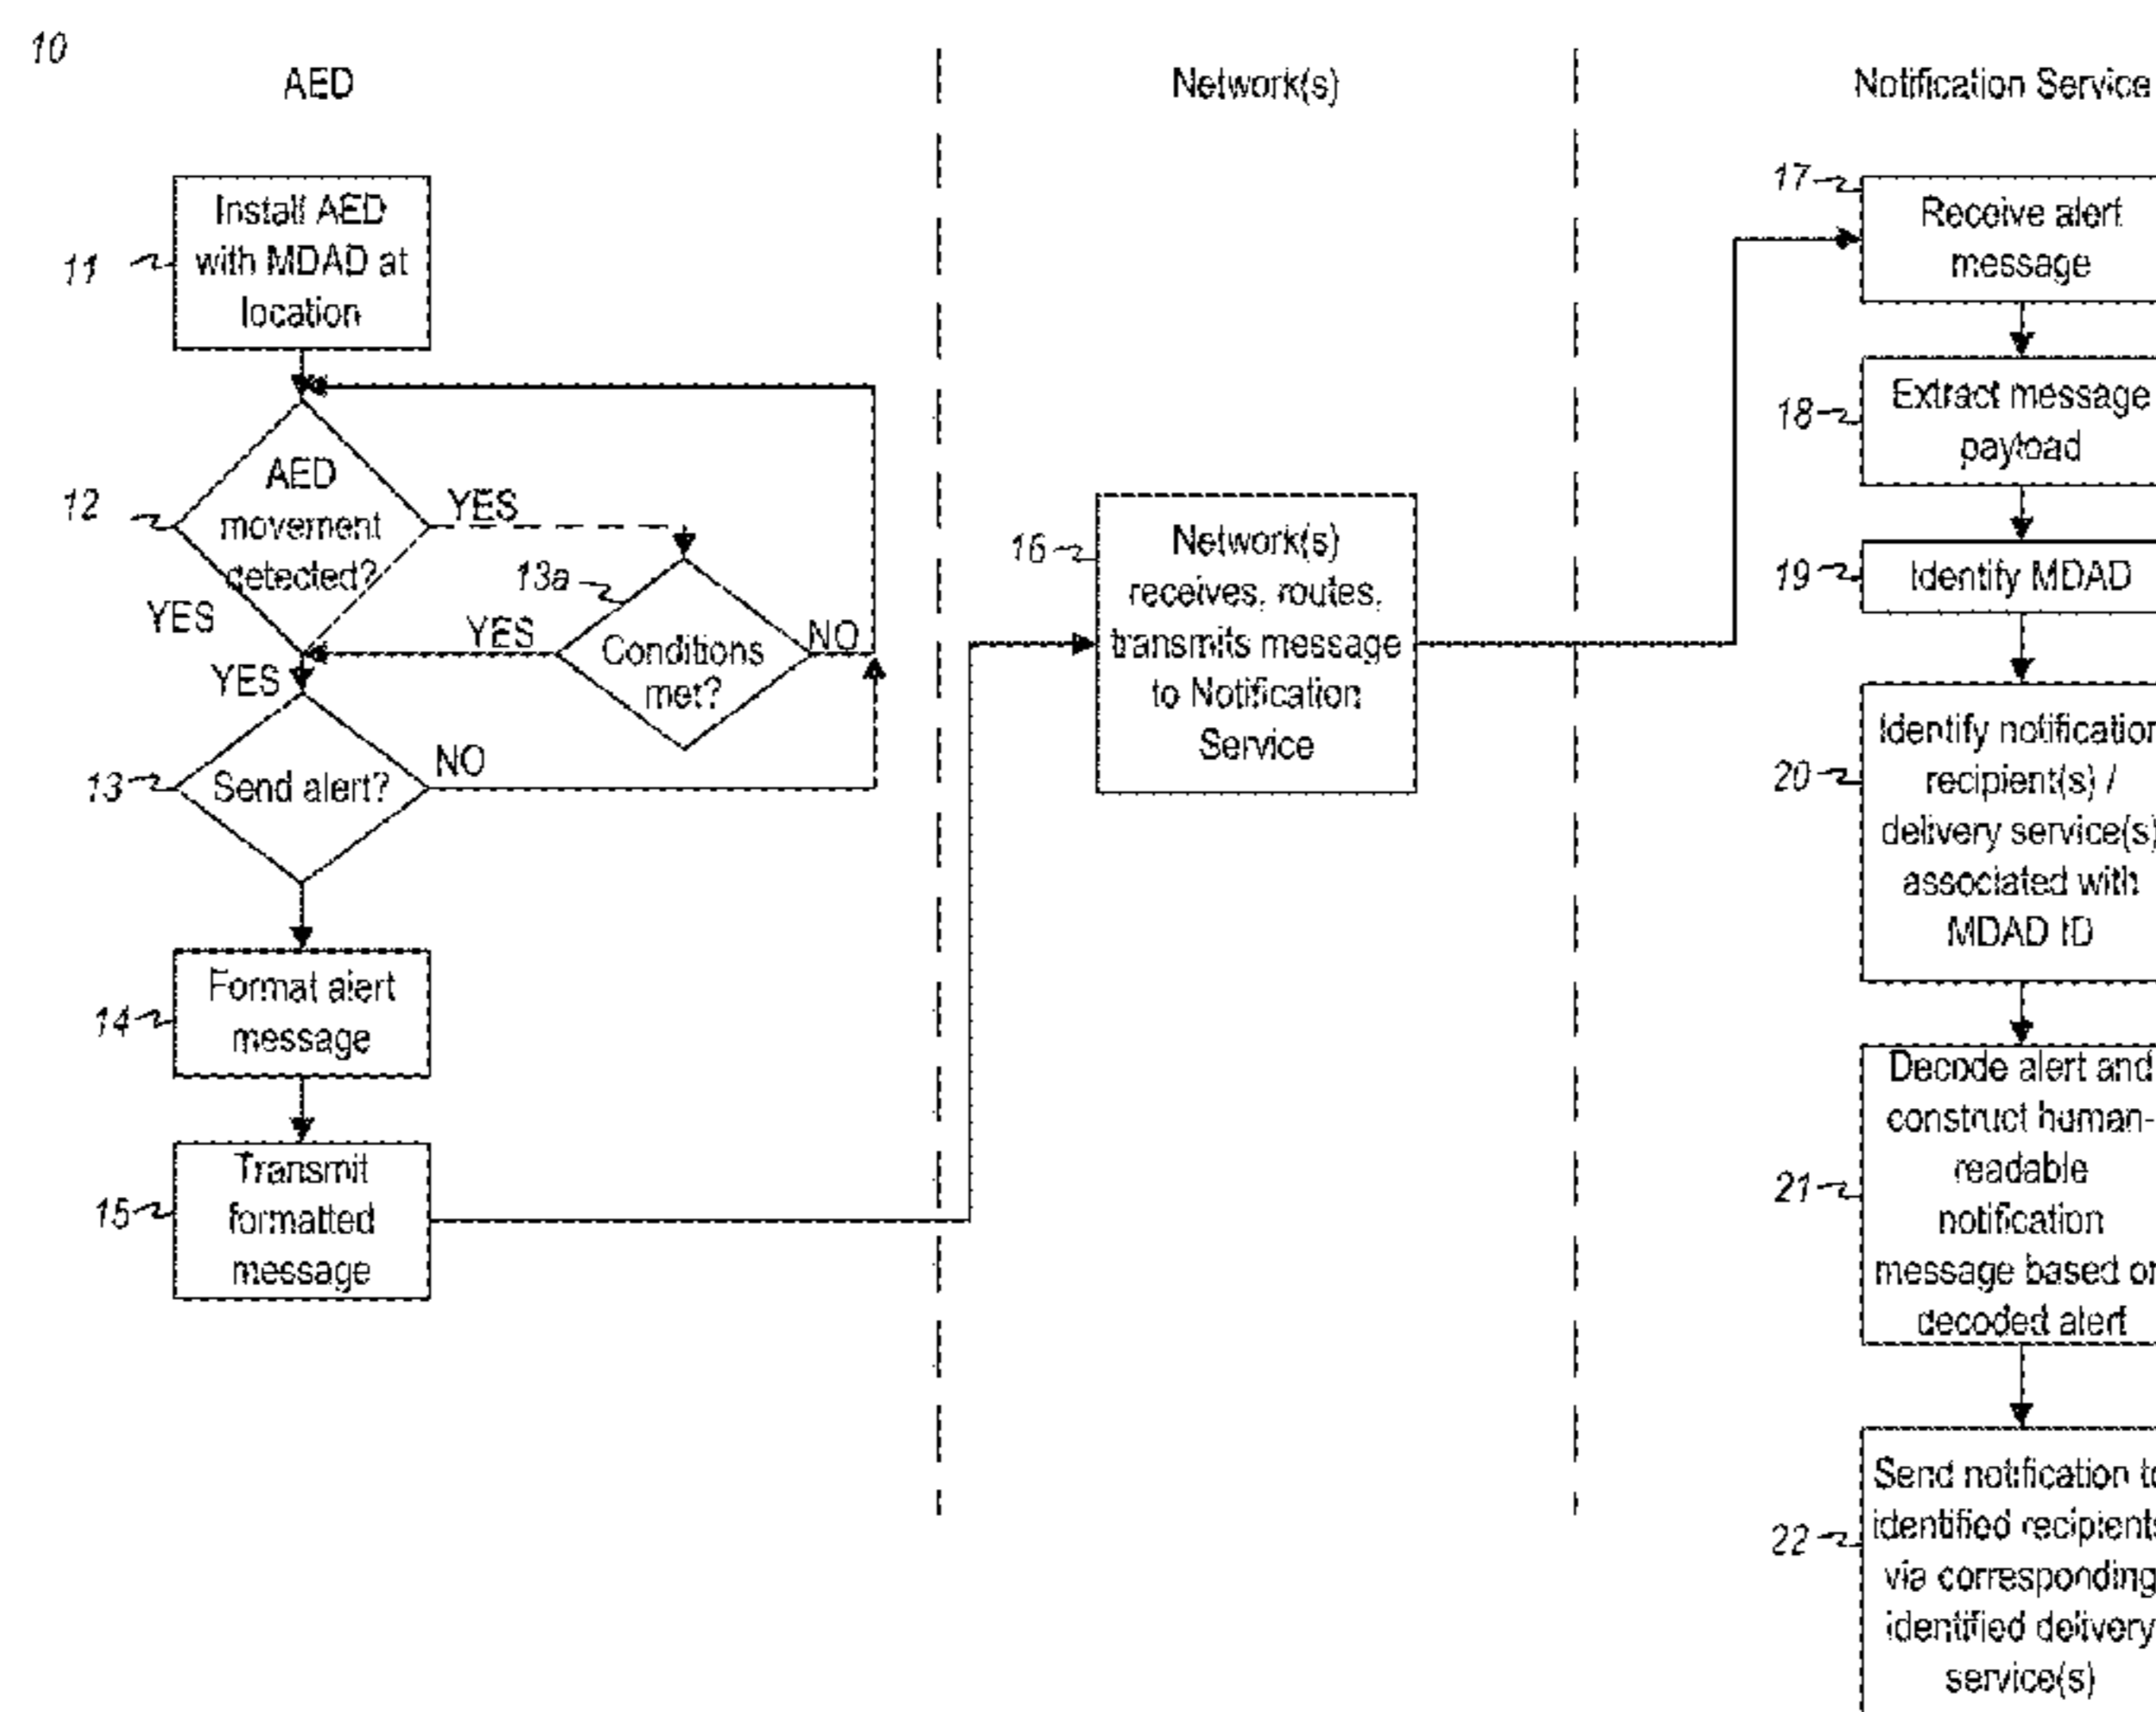 10
AED
Network(s)
Notification Service
11
Install AED
with MDAD at
location
12
AED
movement
detected?
YES
YES
13a
Conditions
met?
YES
NO
YES
13
Send alert?
NO
14
Format alert
message
15
Transmit
formatted
message
16
Network(s)
receives, routes,
transmits message
to Notification
Service
17
Receive alert
message
18
Extract message
payload
19
Identify MDAD
20
Identify notification
recipient(s) /
delivery service(s)
associated with
MDAD ID
21
Decode alert and
construct human-
readable
notification
message based on
decoded alert
22
Send notification to
identified recipients
via corresponding
identified delivery
service(s)